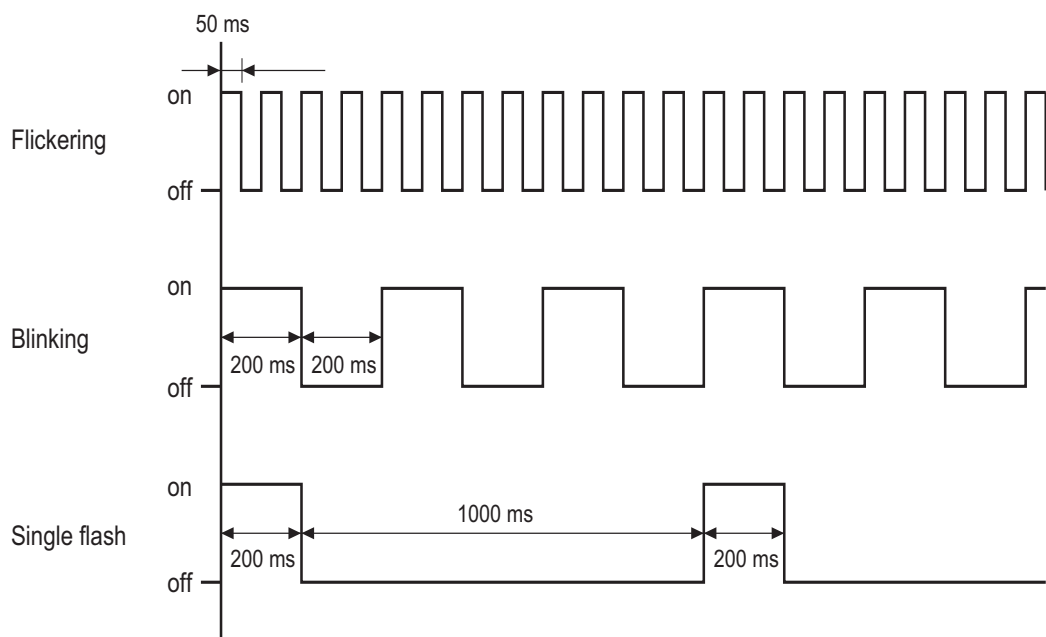 50 ms
on
Flickering
off
on
Blinking
200 ms
200 ms
off
on
1000 ms
Single flash
200 ms
200 ms
off